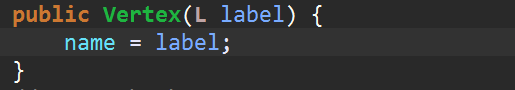 public Vertex(L label) {
name = label;
}